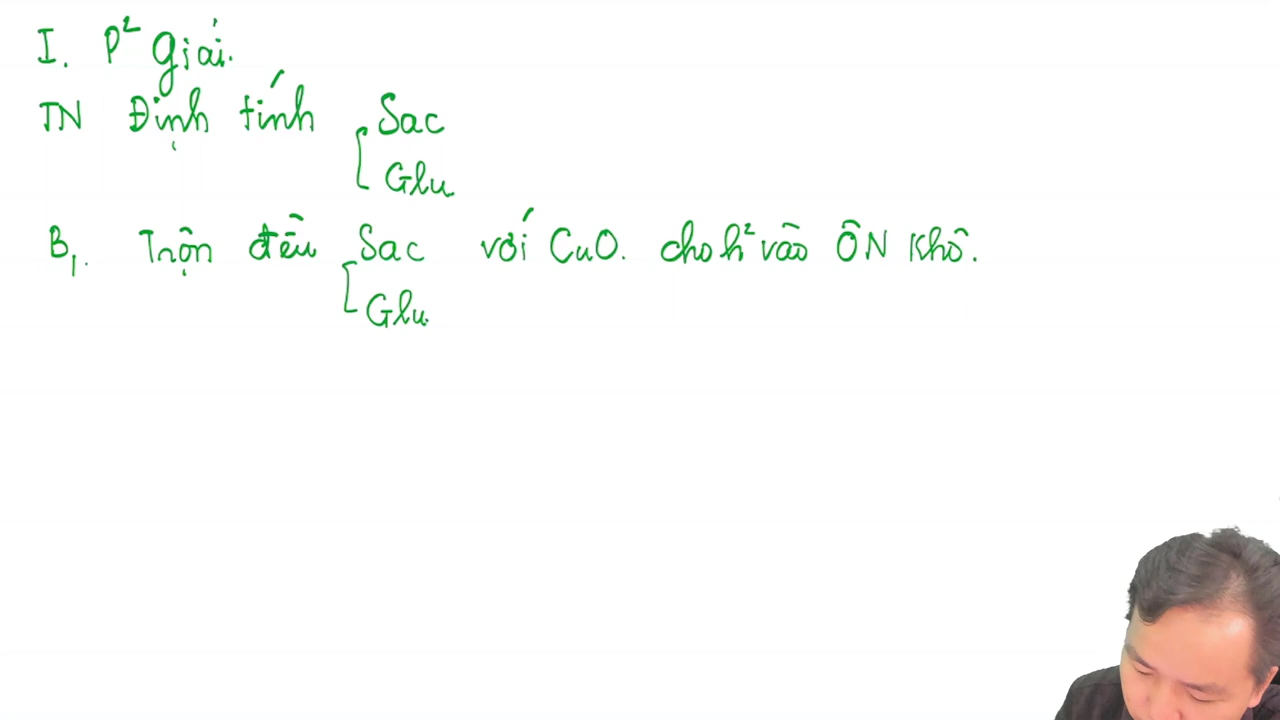 I. P² giải.
TN Định tính [ Sac
Glu
B1. Trộn đều [ Sac với CuO. cho h² vào ÔN khô.
Glu